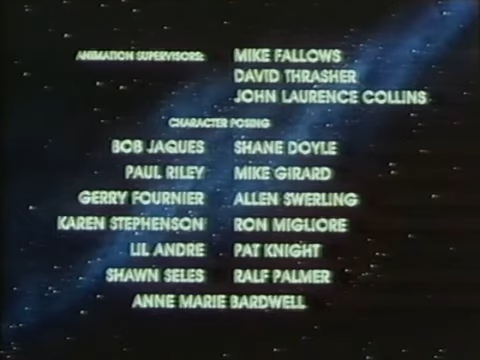 ANIMATION SUPERVISORS: MIKE FALLOWS
DAVID THRASHER
JOHN LAURENCE COLLINS
CHARACTER POSING
BOB JAQUES SHANE DOYLE
PAUL RILEY MIKE GIRARD
GERRY FOURNIER ALLEN SWERLING
KAREN STEPHENSON RON MIGLIORE
LIL ANDRE PAT KNIGHT
SHAWN SELES RALF PALMER
ANNE MARIE BARDWELL